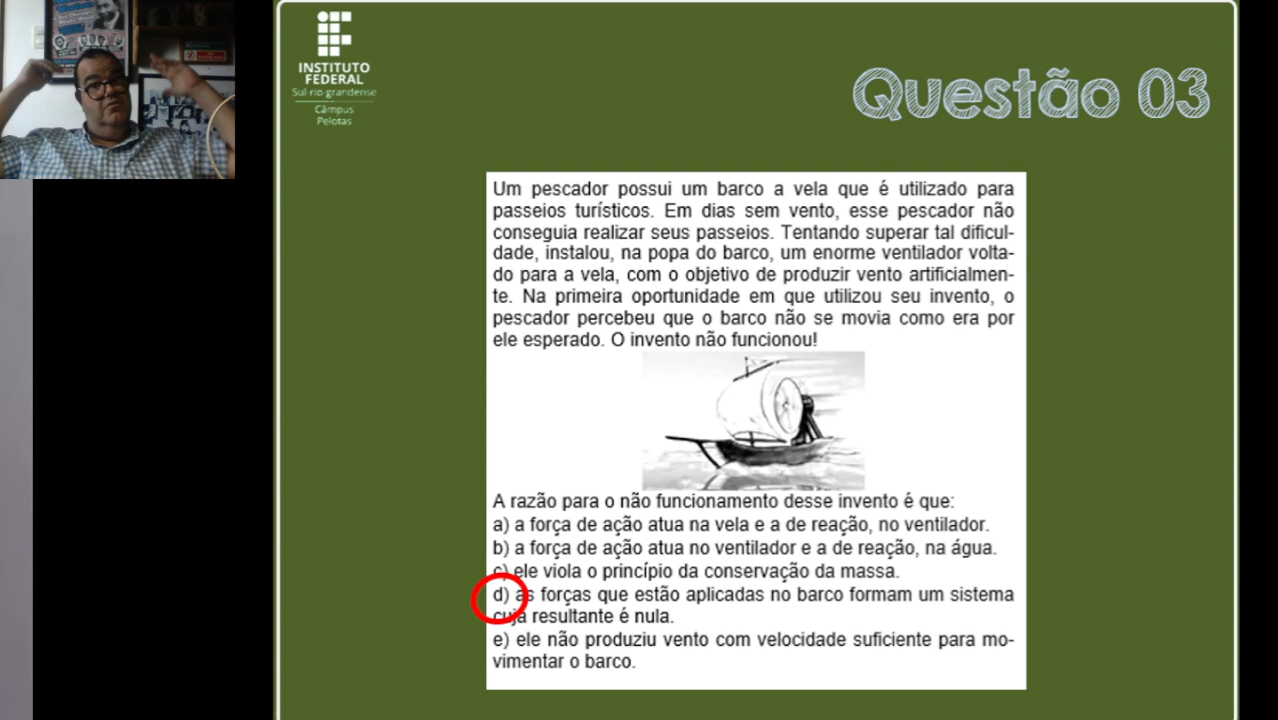 INSTITUTO
FEDERAL
Sul-rio-grandense
Câmpus
Pelotas
Questão 03
Um pescador possui um barco a vela que é utilizado para
passeios turísticos. Em dias sem vento, esse pescador não
conseguia realizar seus passeios. Tentando superar tal dificul-
dade, instalou, na popa do barco, um enorme ventilador volta-
do para a vela, com o objetivo de produzir vento artificialmen-
te. Na primeira oportunidade em que utilizou seu invento, o
pescador percebeu que o barco não se movia como era por
ele esperado. O invento não funcionou!
A razão para o não funcionamento desse invento é que:
a) a força de ação atua na vela e a de reação, no ventilador.
b) a força de ação atua no ventilador e a de reação, na água.
c) ele viola o princípio da conservação da massa.
d) as forças que estão aplicadas no barco formam um sistema
cuja resultante é nula.
e) ele não produziu vento com velocidade suficiente para mo-
vimentar o barco.